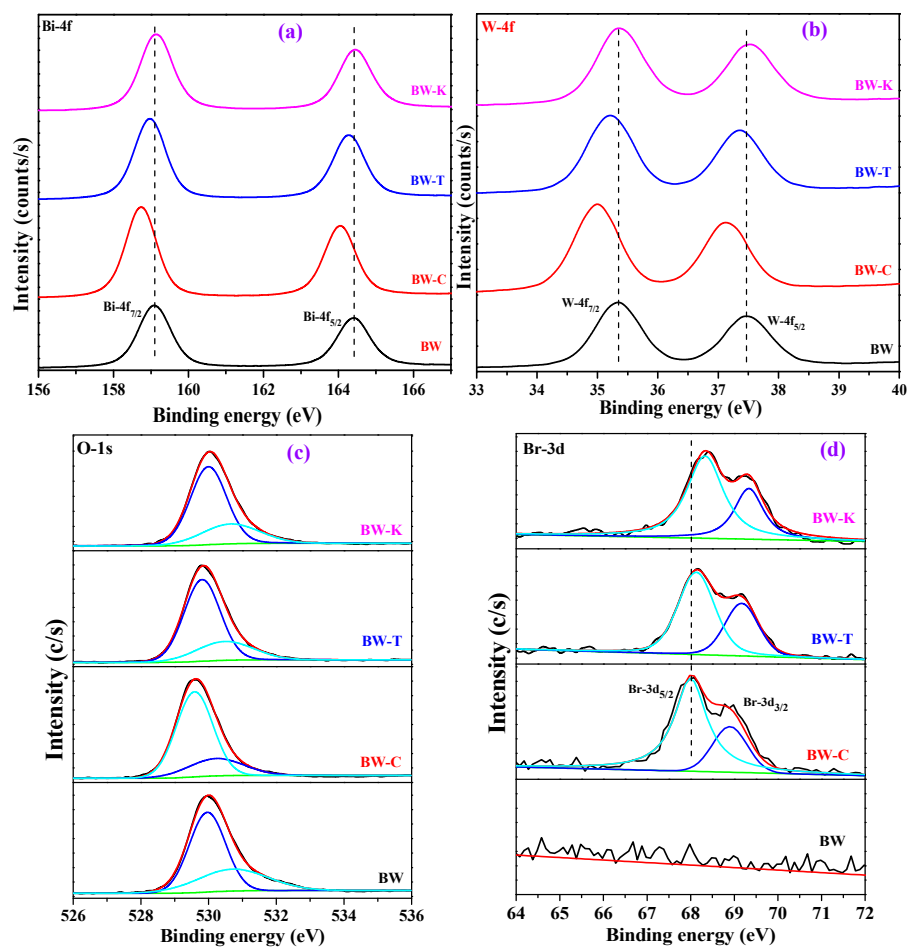 Bi-4f
(a)
BW-K
BW-T
BW-C
Bi-4f7/2
Bi-4f5/2
BW
Intensity (counts/s)
156 158 160 162 164 166
Binding energy (eV)
W-4f
(b)
BW-K
BW-T
BW-C
W-4f7/2
W-4f5/2
BW
Intensity (counts/s)
33 34 35 36 37 38 39 40
Binding energy (eV)
O-1s
(c)
BW-K
BW-T
BW-C
BW
Intensity (c/s)
526 528 530 532 534 536
Binding energy (eV)
Br-3d
(d)
BW-K
BW-T
Br-3d5/2
Br-3d3/2
BW-C
BW
Intensity (c/s)
64 65 66 67 68 69 70 71 72
Binding energy (eV)